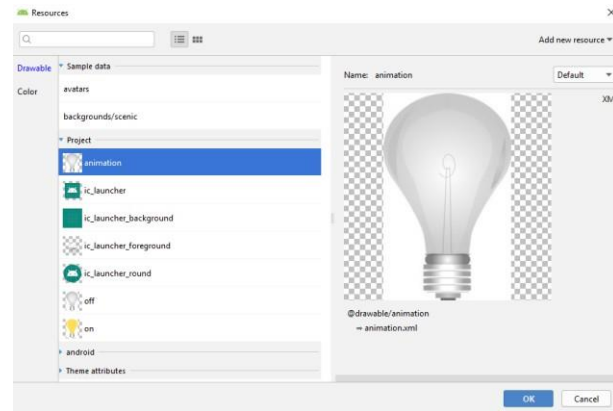 Resources
Add new resource
Drawable
Color
Sample data
avatars
backgrounds/scenic
Project
animation
ic_launcher
ic_launcher_background
ic_launcher_foreground
ic_launcher_round
off
on
android
Theme attributes
Name: animation
Default
XM
@drawable/animation
⇒ animation.xml
OK
Cancel